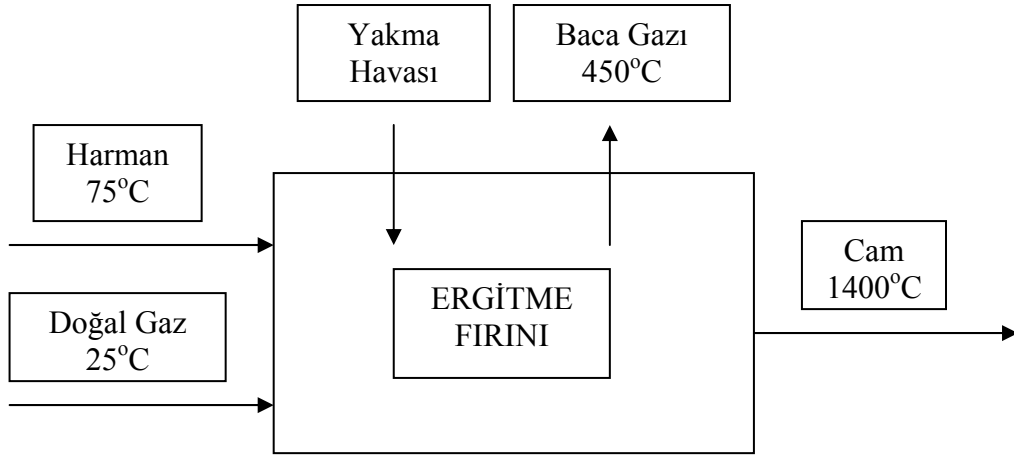 Yakma
Havası
Baca Gazı
450°C
Harman
75°C
Doğal Gaz
25°C
ERGİTME
FIRINI
Cam
1400°C